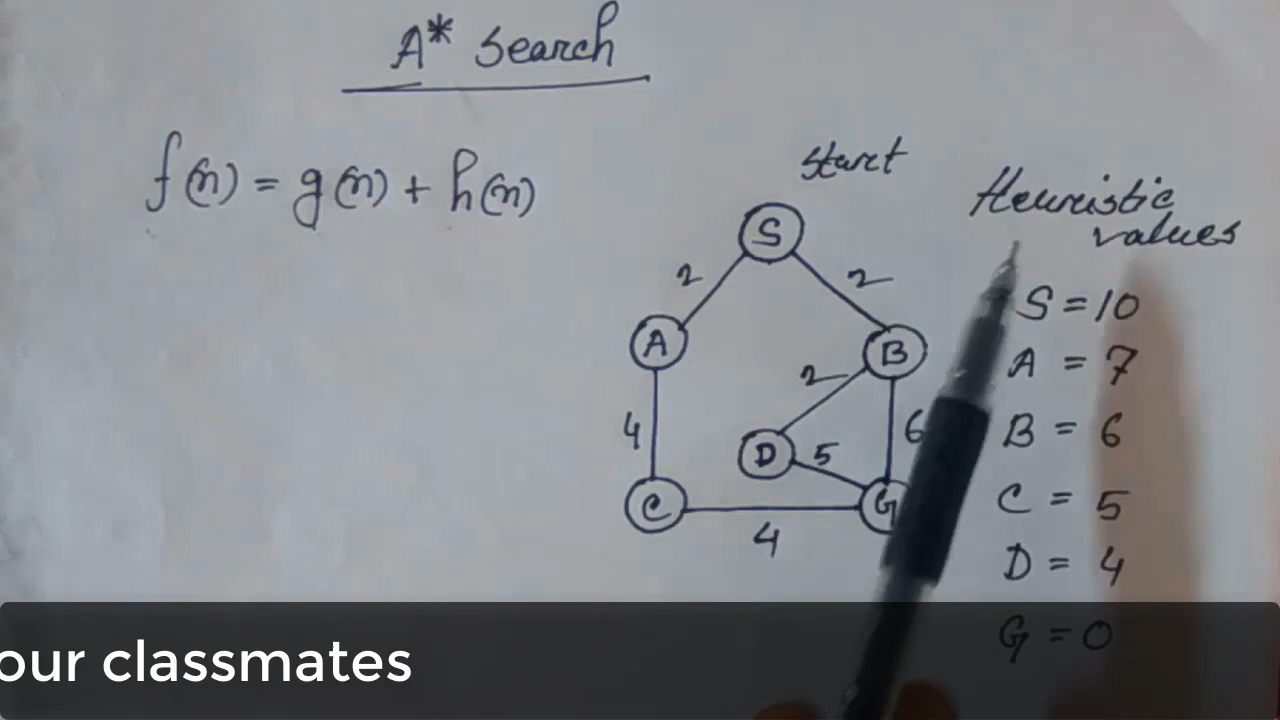 A* Search
f(n) = g(n) + h(n)
Start
Heuristic
values
S
2
2
A
B
2
4
6
D
5
C
G
4
S = 10
A = 7
B = 6
C = 5
D = 4
G = 0
our classmates